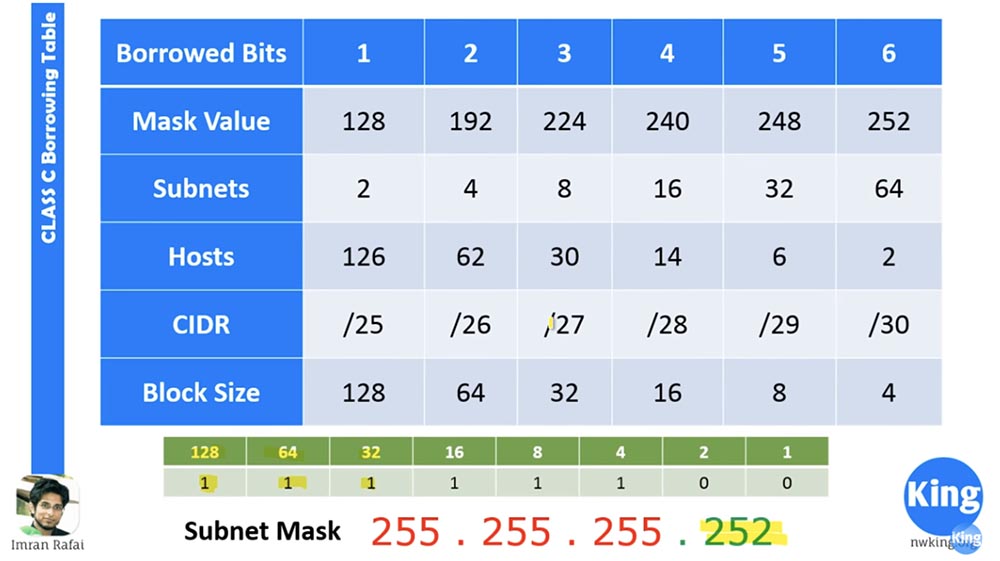 CLASS C Borrowing Table
Borrowed Bits 1 2 3 4 5 6
Mask Value 128 192 224 240 248 252
Subnets 2 4 8 16 32 64
Hosts 126 62 30 14 6 2
CIDR /25 /26 /27 /28 /29 /30
Block Size 128 64 32 16 8 4
128 64 32 16 8 4 2 1
1 1 1 1 1 1 0 0
Subnet Mask 255 . 255 . 255 . 252
Imran Rafai
King
nwking.org
King